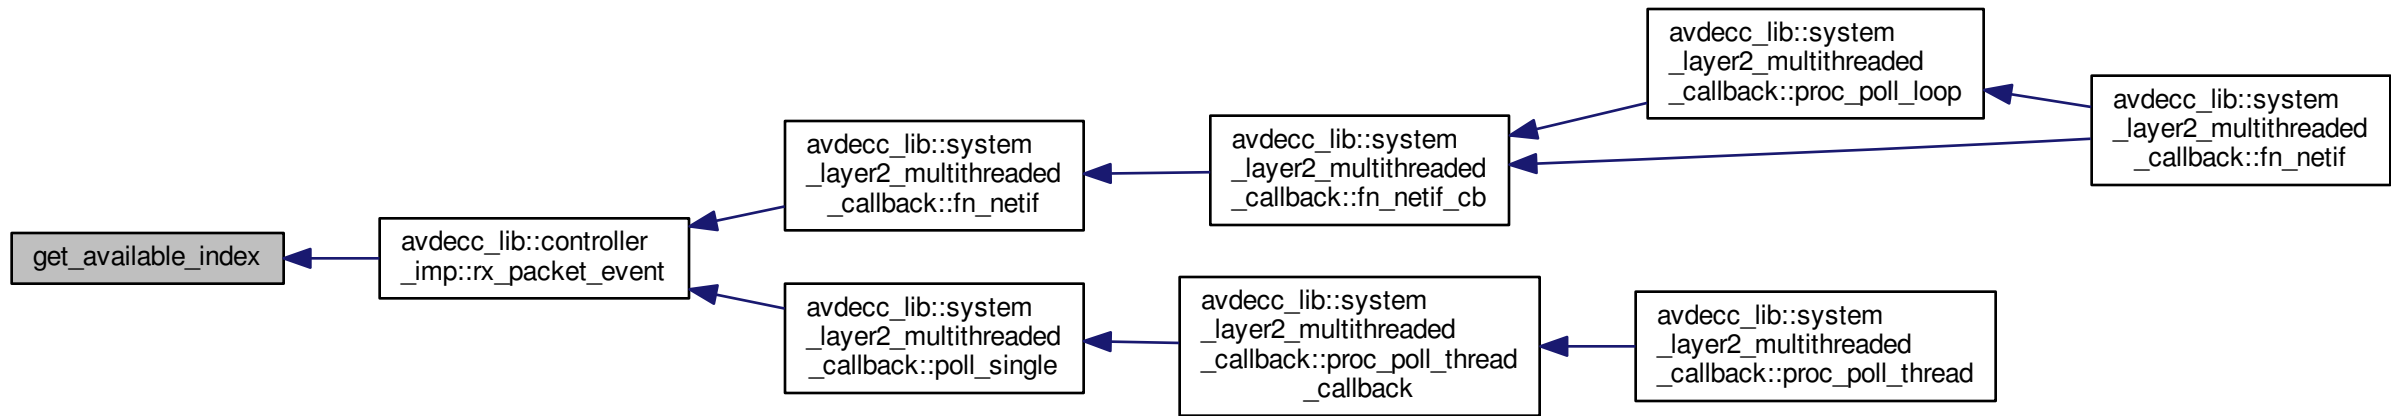 get_available_index
avdecc_lib::controller
_imp::rx_packet_event
avdecc_lib::system
_layer2_multithreaded
_callback::fn_netif
avdecc_lib::system
_layer2_multithreaded
_callback::poll_single
avdecc_lib::system
_layer2_multithreaded
_callback::fn_netif_cb
avdecc_lib::system
_layer2_multithreaded
_callback::proc_poll_thread
_callback
avdecc_lib::system
_layer2_multithreaded
_callback::proc_poll_loop
avdecc_lib::system
_layer2_multithreaded
_callback::proc_poll_thread
avdecc_lib::system
_layer2_multithreaded
_callback::fn_netif